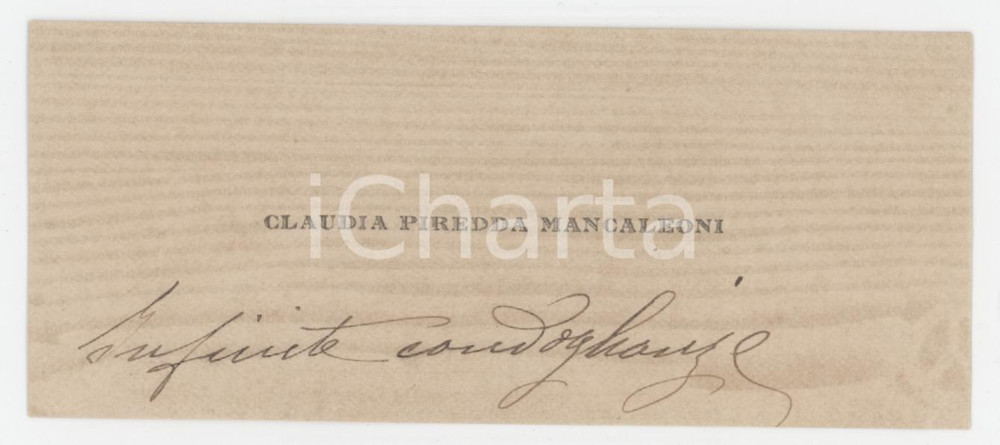 CLAUDIA PIREDDA MANCALEONI
iCharta
Infinite condoglianze